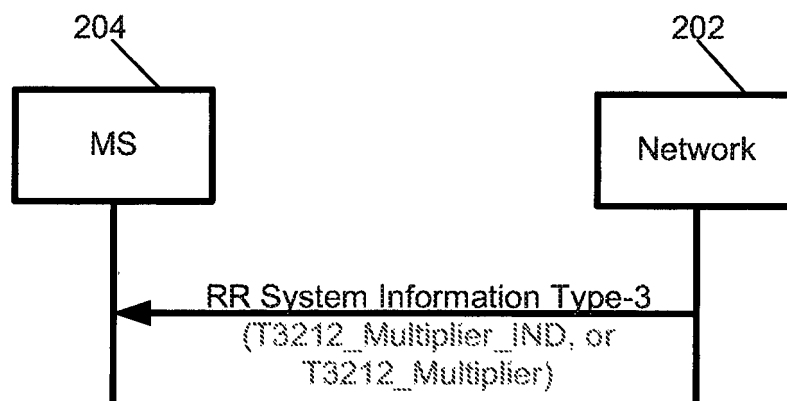 204
202
MS
Network
RR System Information Type-3
(T3212_Multiplier_IND, or
T3212_Multiplier)